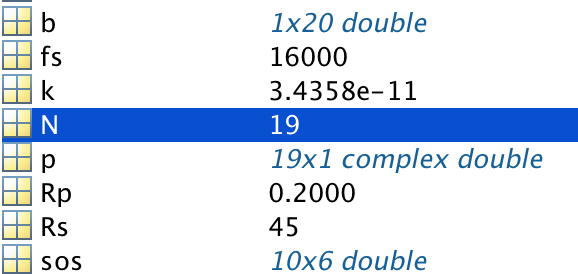 b 1x20 double
fs 16000
k 3.4358e-11
N 19
p 19x1 complex double
Rp 0.2000
Rs 45
sos 10x6 double